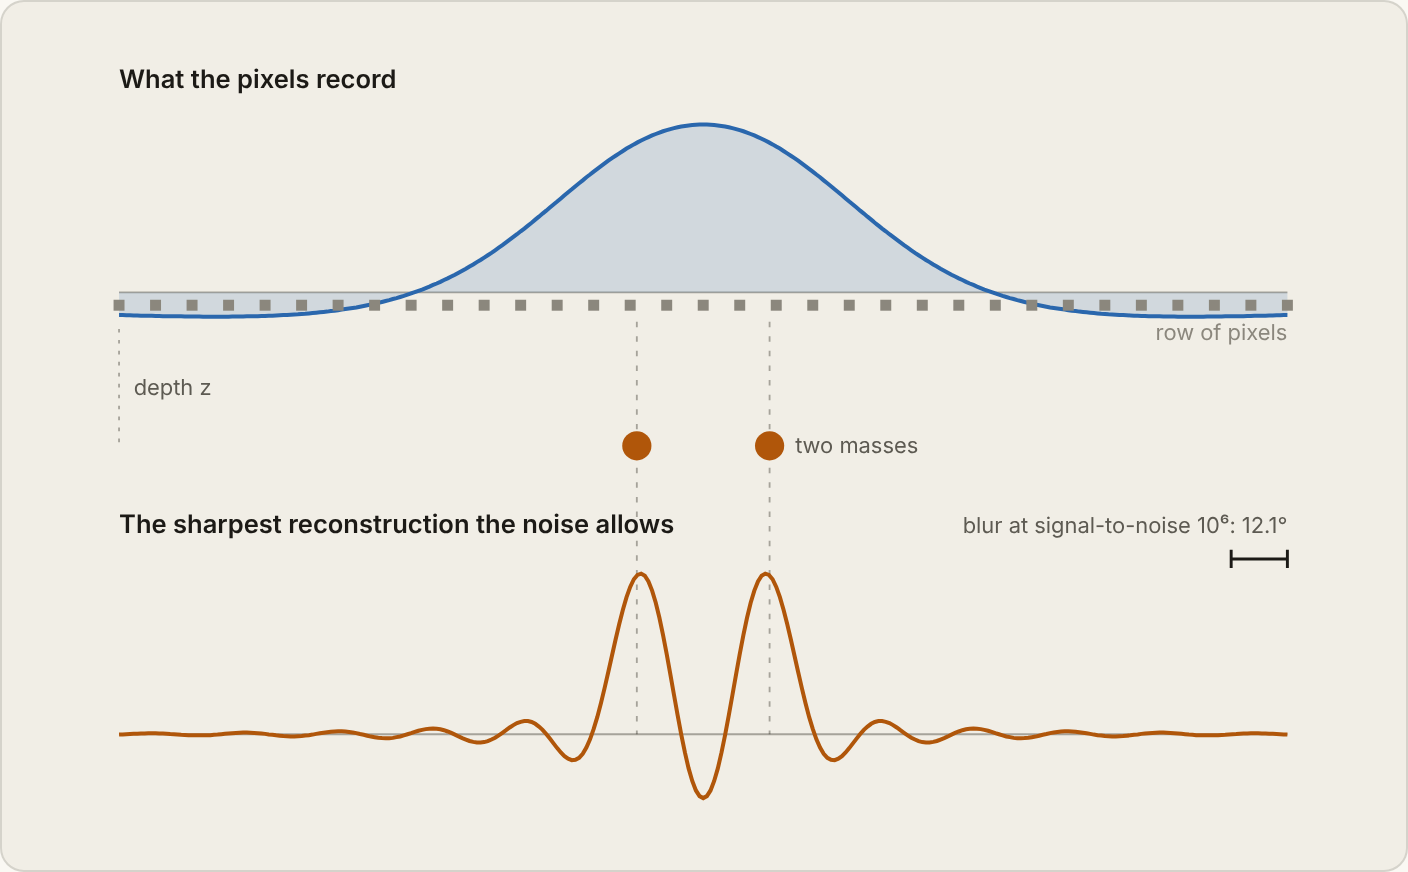 What the pixels record
row of pixels
depth z
two masses
The sharpest reconstruction the noise allows
blur at signal-to-noise 10⁶: 12.1°